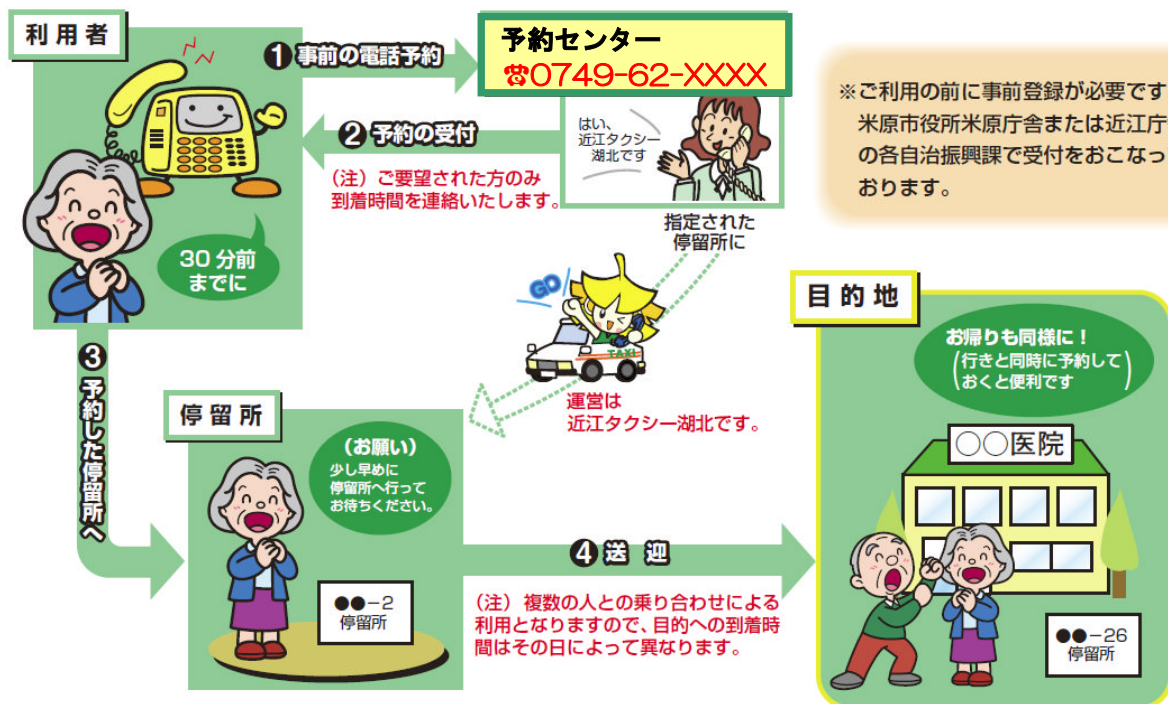 利用者
❶事前の電話予約
予約センター
☎0749-62-XXXX
❷予約の受付
(注)ご要望された方のみ
到着時間を連絡いたします。
はい、
近江タクシー
湖北です
※ご利用の前に事前登録が必要です
米原市役所米原庁舎または近江庁
の各自治振興課で受付をおこなっ
おります。
30分前
までに
指定された
停留所に
GO
TAXI
運営は
近江タクシー湖北です。
❸予約した停留所へ
停留所
(お願い)
少し早めに
停留所へ行って
お待ちください。
●●-2
停留所
❹送迎
(注)複数の人との乗り合わせによる
利用となりますので、目的への到着時
間はその日によって異なります。
目的地
お帰りも同様に!
(行きと同時に予約して
おくと便利です)
○○医院
●●-26
停留所